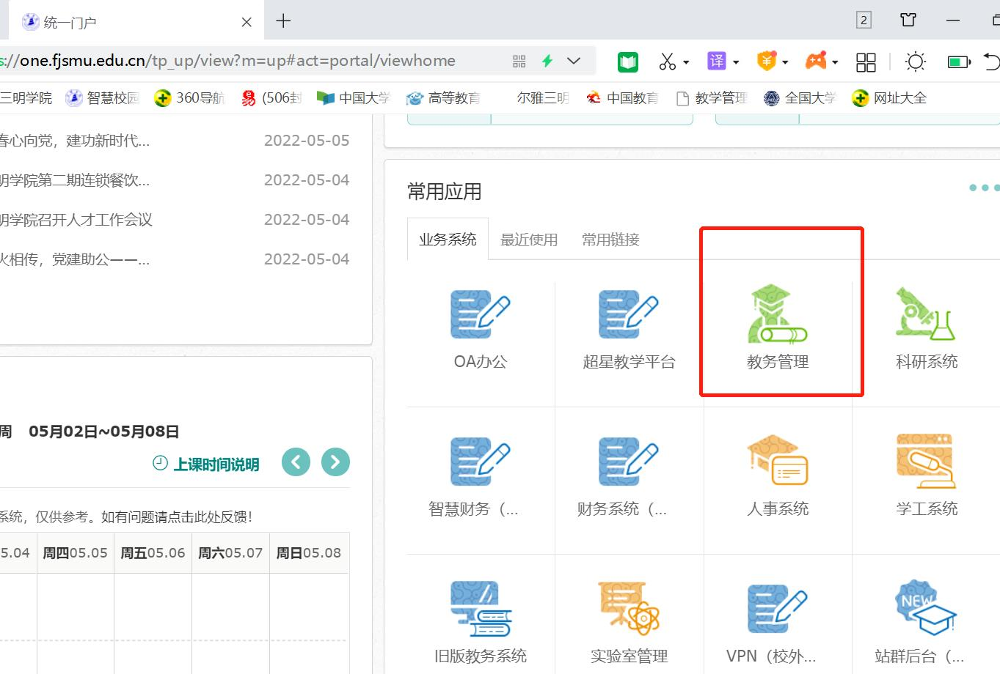 统一门户
2
s://one.fjsmu.edu.cn/tp_up/view?m=up#act=portal/viewhome
译
三明学院 智慧校园 360导航 (506封 中国大学 高等教育 尔雅三明 中国教育 教学管理 全国大学 网址大全
春心向党，建功新时代... 2022-05-05
明学院第二期连锁餐饮... 2022-05-04
明学院召开人才工作会议 2022-05-04
火相传，党建助公——... 2022-05-04
周 05月02日~05月08日
上课时间说明
系统，仅供参考。如有问题请点击此处反馈！
5.04 周四05.05 周五05.06 周六05.07 周日05.08
常用应用
业务系统 最近使用 常用链接
OA办公 超星教学平台 教务管理 科研系统
智慧财务（... 财务系统（... 人事系统 学工系统
NEW
旧版教务系统 实验室管理 VPN（校外... 站群后台（...